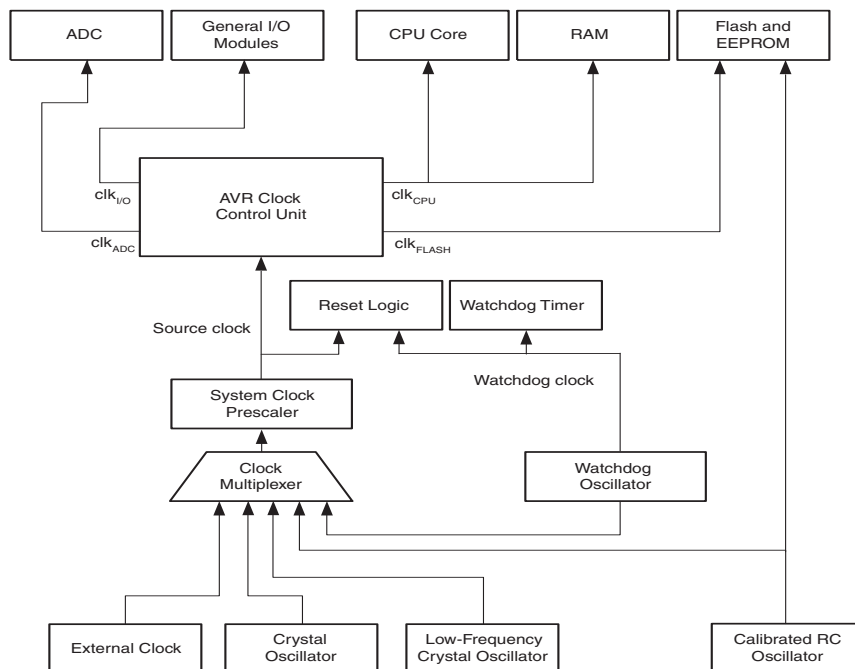 ADC
General I/O
Modules
CPU Core
RAM
Flash and
EEPROM
clkI/O
AVR Clock
Control Unit
clkCPU
clkADC
clkFLASH
Reset Logic
Watchdog Timer
Source clock
Watchdog clock
System Clock
Prescaler
Clock
Multiplexer
Watchdog
Oscillator
External Clock
Crystal
Oscillator
Low-Frequency
Crystal Oscillator
Calibrated RC
Oscillator